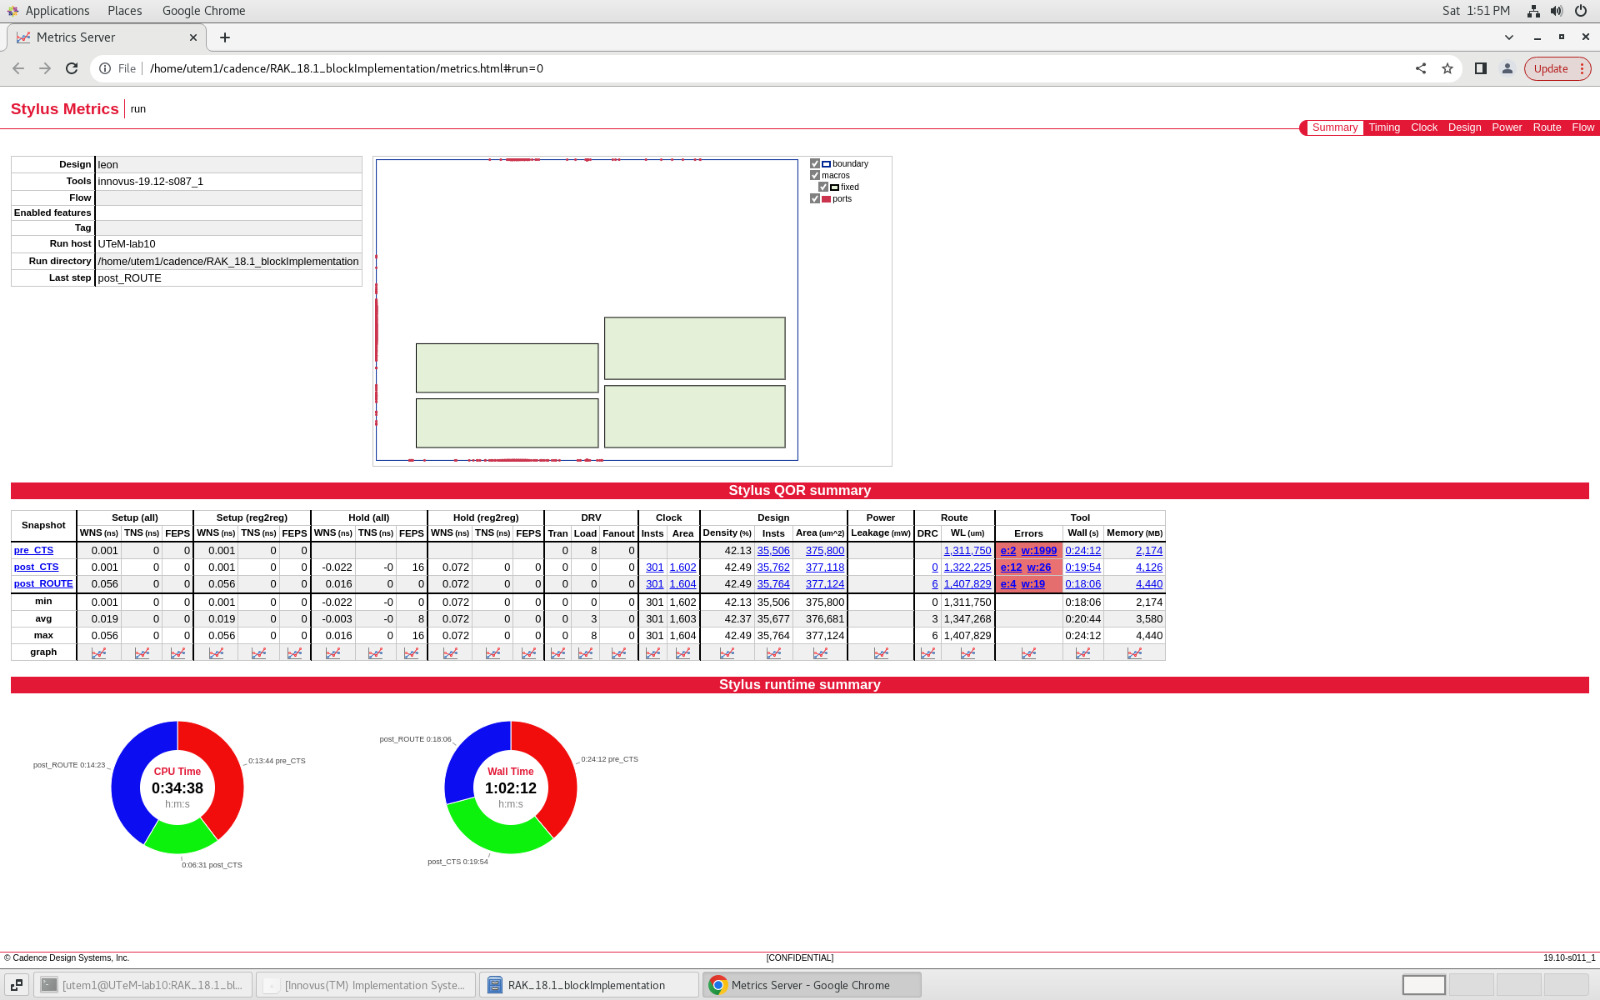 Applications Places Google Chrome Sat 1:51 PM
Metrics Server
File /home/utem1/cadence/RAK_18.1_blockImplementation/metrics.html#run=0 Update
Stylus Metrics run
Summary Timing Clock Design Power Route Flow
Design leon
Tools innovus-19.12-s087_1
Flow
Enabled features
Tag
Run host UTeM-lab10
Run directory /home/utem1/cadence/RAK_18.1_blockImplementation
Last step post_ROUTE
boundary
macros
fixed
ports
Stylus QOR summary
Snapshot Setup (all) Setup (reg2reg) Hold (all) Hold (reg2reg) DRV Clock Design Power Route Tool
WNS (ns) TNS (ns) FEPS WNS (ns) TNS (ns) FEPS WNS (ns) TNS (ns) FEPS WNS (ns) TNS (ns) FEPS Tran Load Fanout Insts Area Density (%) Insts Area (um^2) Leakage (mW) DRC WL (um) Errors Wall (s) Memory (MB)
pre_CTS 0.001 0 0 0.001 0 0 0 8 0 42.13 35,506 375,800 1,311,750 e:2 w:1999 0:24:12 2,174
post_CTS 0.001 0 0 0.001 0 0 -0.022 -0 16 0.072 0 0 0 0 0 301 1,602 42.49 35,762 377,118 0 1,322,225 e:12 w:26 0:19:54 4,126
post_ROUTE 0.056 0 0 0.056 0 0 0.016 0 0 0.072 0 0 0 0 0 301 1,604 42.49 35,764 377,124 6 1,407,829 e:4 w:19 0:18:06 4,440
min 0.001 0 0 0.001 0 0 -0.022 -0 0 0.072 0 0 0 0 0 301 1,602 42.13 35,506 375,800 0 1,311,750 0:18:06 2,174
avg 0.019 0 0 0.019 0 0 -0.003 -0 8 0.072 0 0 0 3 0 301 1,603 42.37 35,677 376,681 3 1,347,268 0:20:44 3,580
max 0.056 0 0 0.056 0 0 0.016 0 16 0.072 0 0 0 8 0 301 1,604 42.49 35,764 377,124 6 1,407,829 0:24:12 4,440
graph
Stylus runtime summary
post_ROUTE 0:14:23
0:13:44 pre_CTS
0:06:31 post_CTS
CPU Time
0:34:38
h:m:s
post_ROUTE 0:18:06
0:24:12 pre_CTS
post_CTS 0:19:54
Wall Time
1:02:12
h:m:s
© Cadence Design Systems, Inc. [CONFIDENTIAL] 19.10-s011_1
[utem1@UTeM-lab10:RAK_18.1_bl... [Innovus(TM) Implementation Syste... RAK_18.1_blockImplementation Metrics Server - Google Chrome